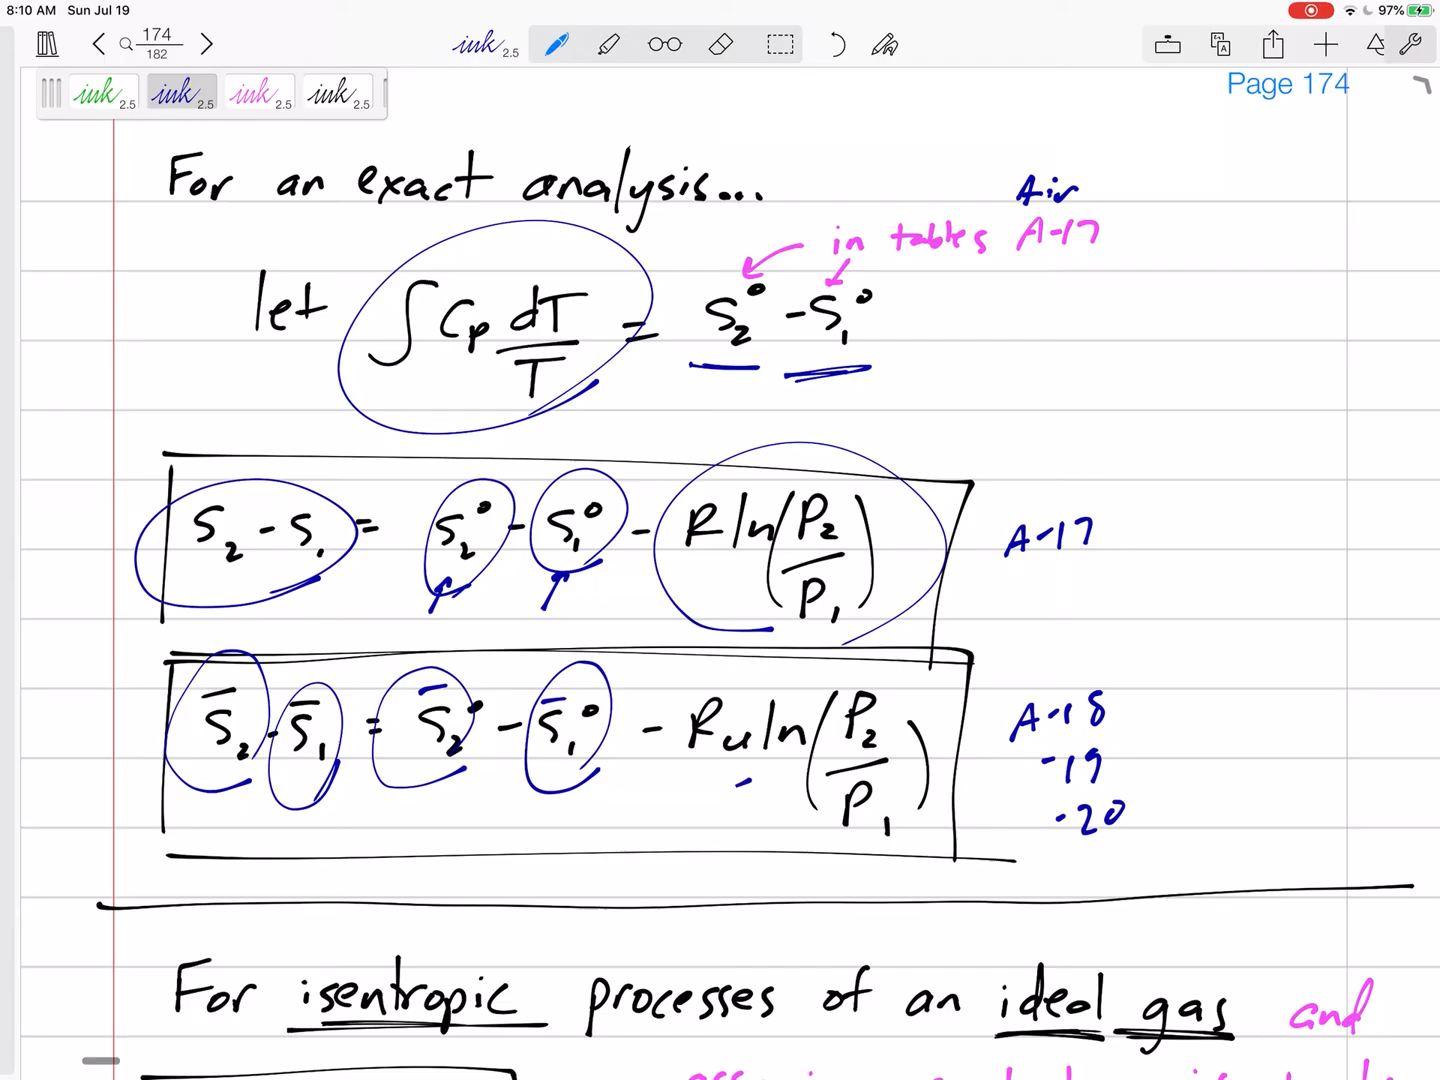 8:10 AM Sun Jul 19
97%
174
182
ink 2.5
ink 2.5 ink 2.5 ink 2.5 ink 2.5
Page 174
For an exact analysis...
Air
in tables A-17
let ∫ Cp dT/T = S₂° - S₁°
S₂ - S₁ = S₂° - S₁° - R ln(P₂/P₁)
A-17
S̄₂ - S̄₁ = S̄₂° - S̄₁° - Ru ln(P₂/P₁)
A-18
-19
-20
For isentropic processes of an ideal gas and